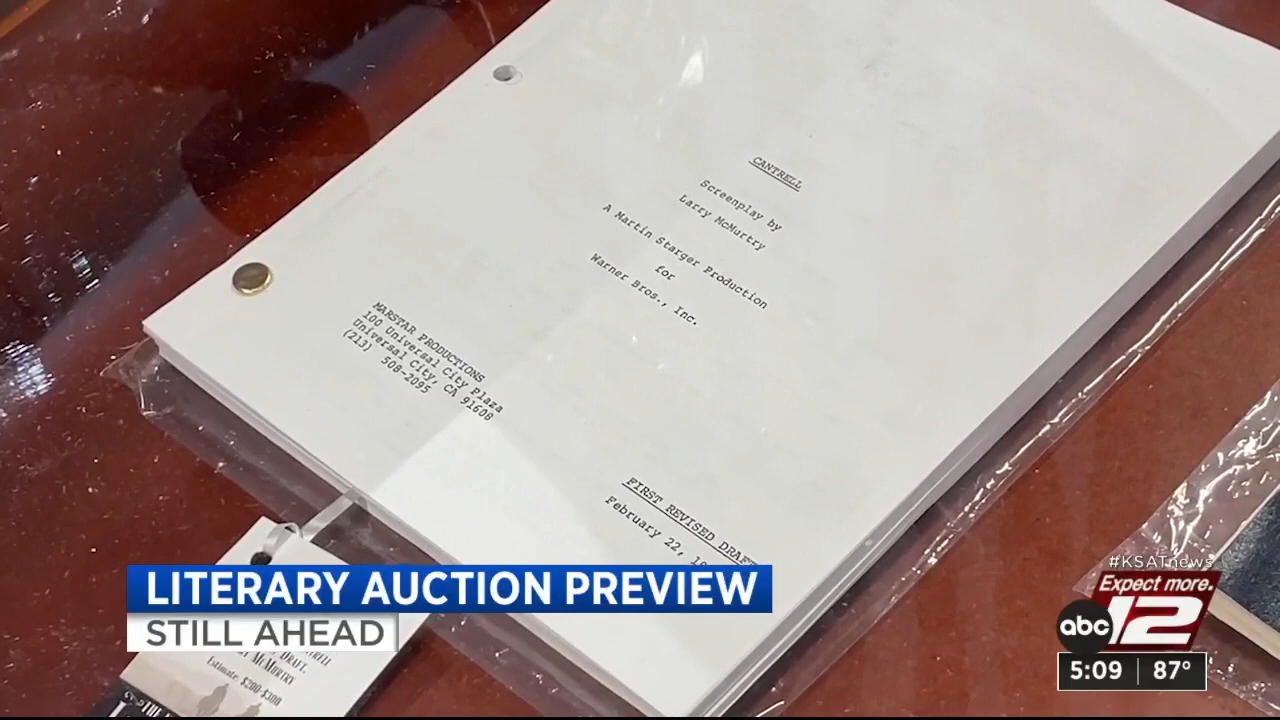 CANTRELL
Screenplay by
Larry McMurtry
A Martin Starger Production
for
Warner Bros., Inc.
MARSTAR PRODUCTIONS
100 Universal City Plaza
Universal City, CA 91608
(213) 508-2095
FIRST REVISED DRAFT
February 22,
LITERARY AUCTION PREVIEW
STILL AHEAD
DRAFT.
MCMURTRY
Estimate: $200-$300
#KSATnews
Expect more.
abc 12
5:09 87°